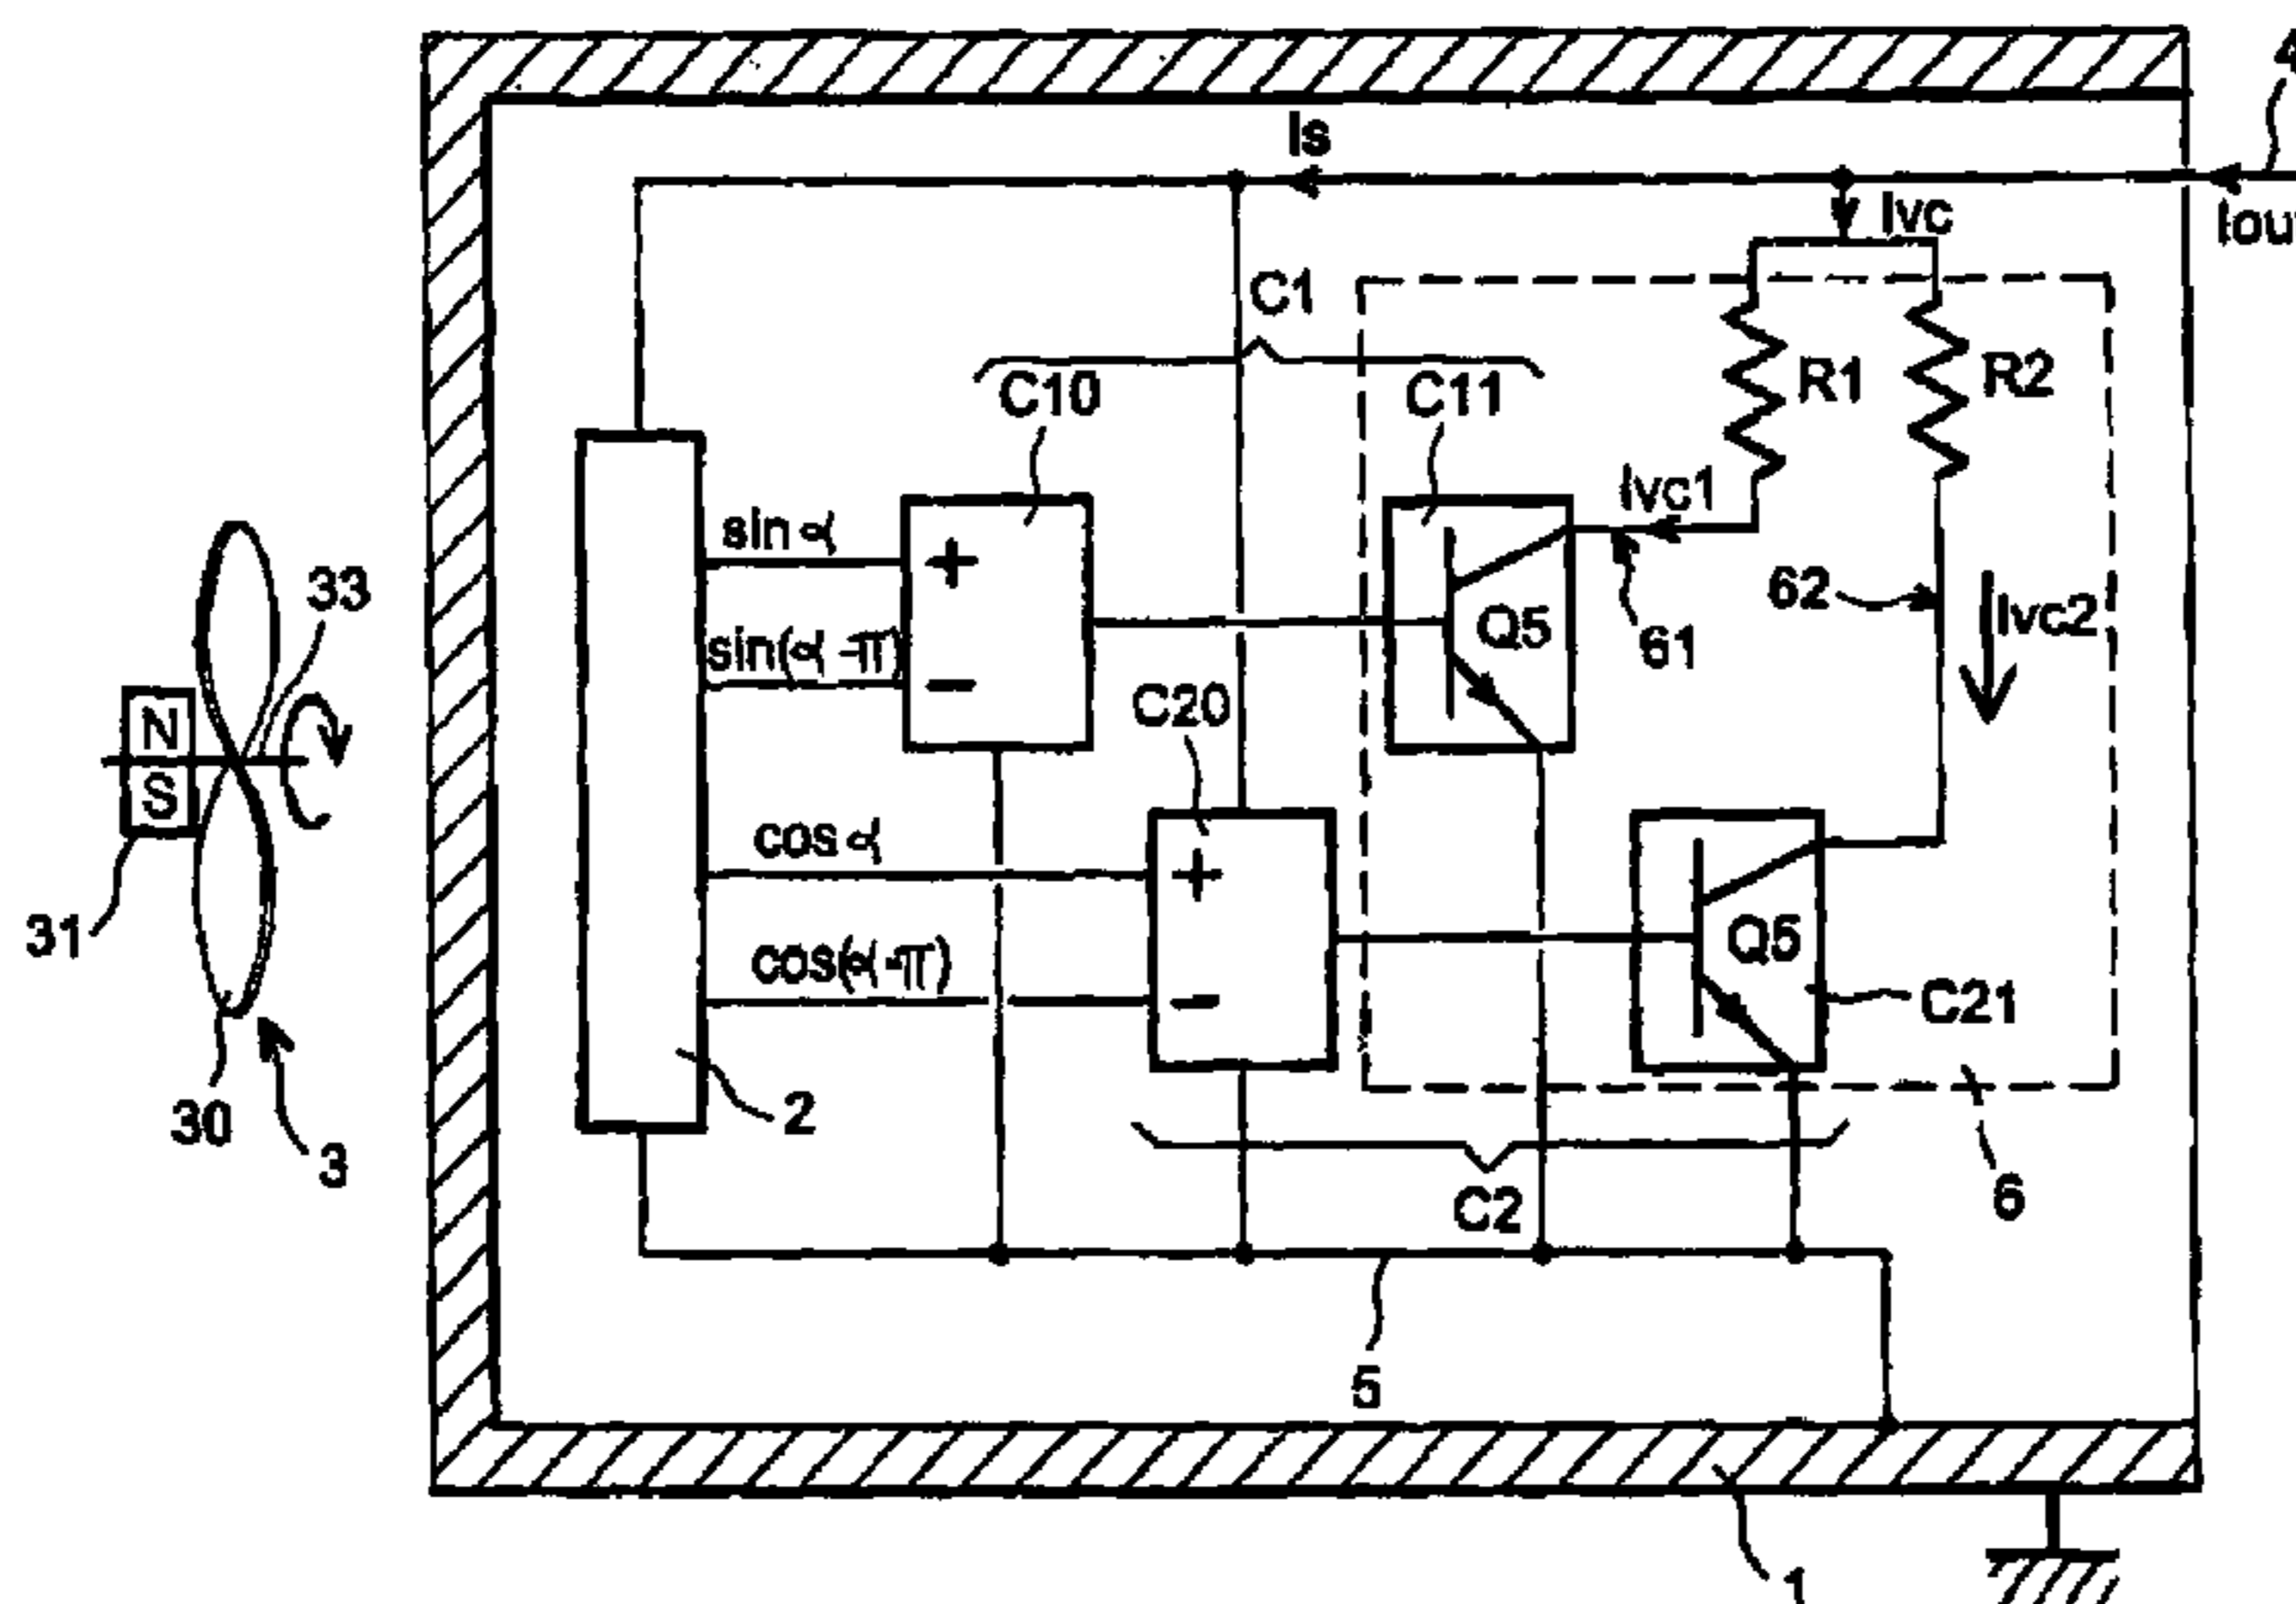 4
Is
Ivc
Iou
C1
C10
C11
R1
R2
Ivc1
sin α
+
33
62
Ivc2
Q5
61
sin(α -π)
−
N
C20
S
cos α
+
31
Q5
cos(α-π)
−
C21
2
30
3
6
C2
5
1